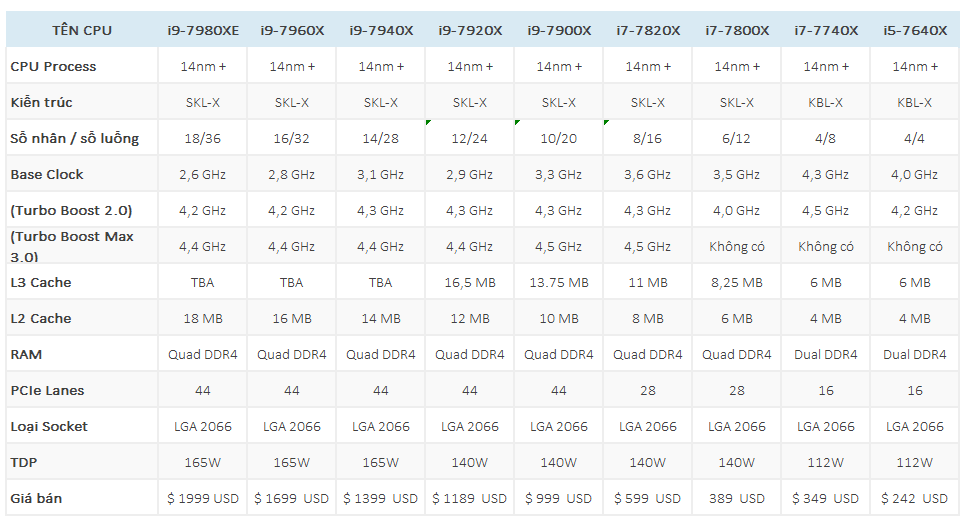 TÊN CPU i9-7980XE i9-7960X i9-7940X i9-7920X i9-7900X i7-7820X i7-7800X i7-7740X i5-7640X
CPU Process 14nm + 14nm + 14nm + 14nm + 14nm + 14nm + 14nm + 14nm + 14nm +
Kiến trúc SKL-X SKL-X SKL-X SKL-X SKL-X SKL-X SKL-X KBL-X KBL-X
Số nhân / số luồng 18/36 16/32 14/28 12/24 10/20 8/16 6/12 4/8 4/4
Base Clock 2,6 GHz 2,8 GHz 3,1 GHz 2,9 GHz 3,3 GHz 3,6 GHz 3,5 GHz 4,3 GHz 4,0 GHz
(Turbo Boost 2.0) 4,2 GHz 4,2 GHz 4,3 GHz 4,3 GHz 4,3 GHz 4,3 GHz 4,0 GHz 4,5 GHz 4,2 GHz
(Turbo Boost Max
3.0) 4,4 GHz 4,4 GHz 4,4 GHz 4,4 GHz 4,5 GHz 4,5 GHz Không có Không có Không có
L3 Cache TBA TBA TBA 16,5 MB 13.75 MB 11 MB 8,25 MB 6 MB 6 MB
L2 Cache 18 MB 16 MB 14 MB 12 MB 10 MB 8 MB 6 MB 4 MB 4 MB
RAM Quad DDR4 Quad DDR4 Quad DDR4 Quad DDR4 Quad DDR4 Quad DDR4 Quad DDR4 Dual DDR4 Dual DDR4
PCIe Lanes 44 44 44 44 44 28 28 16 16
Loại Socket LGA 2066 LGA 2066 LGA 2066 LGA 2066 LGA 2066 LGA 2066 LGA 2066 LGA 2066 LGA 2066
TDP 165W 165W 165W 140W 140W 140W 140W 112W 112W
Giá bán $ 1999 USD $ 1699 USD $ 1399 USD $ 1189 USD $ 999 USD $ 599 USD 389 USD $ 349 USD $ 242 USD